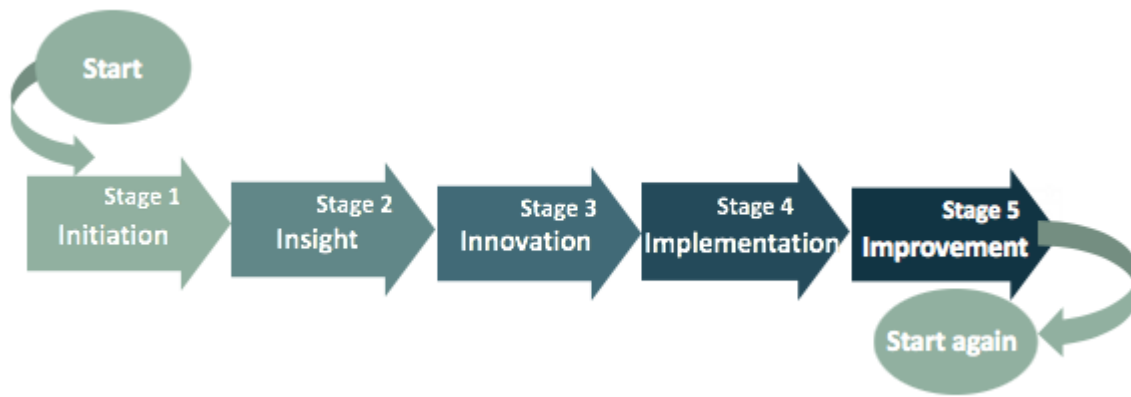 Start
Stage 1
Initiation
Stage 2
Insight
Stage 3
Innovation
Stage 4
Implementation
Stage 5
Improvement
Start again